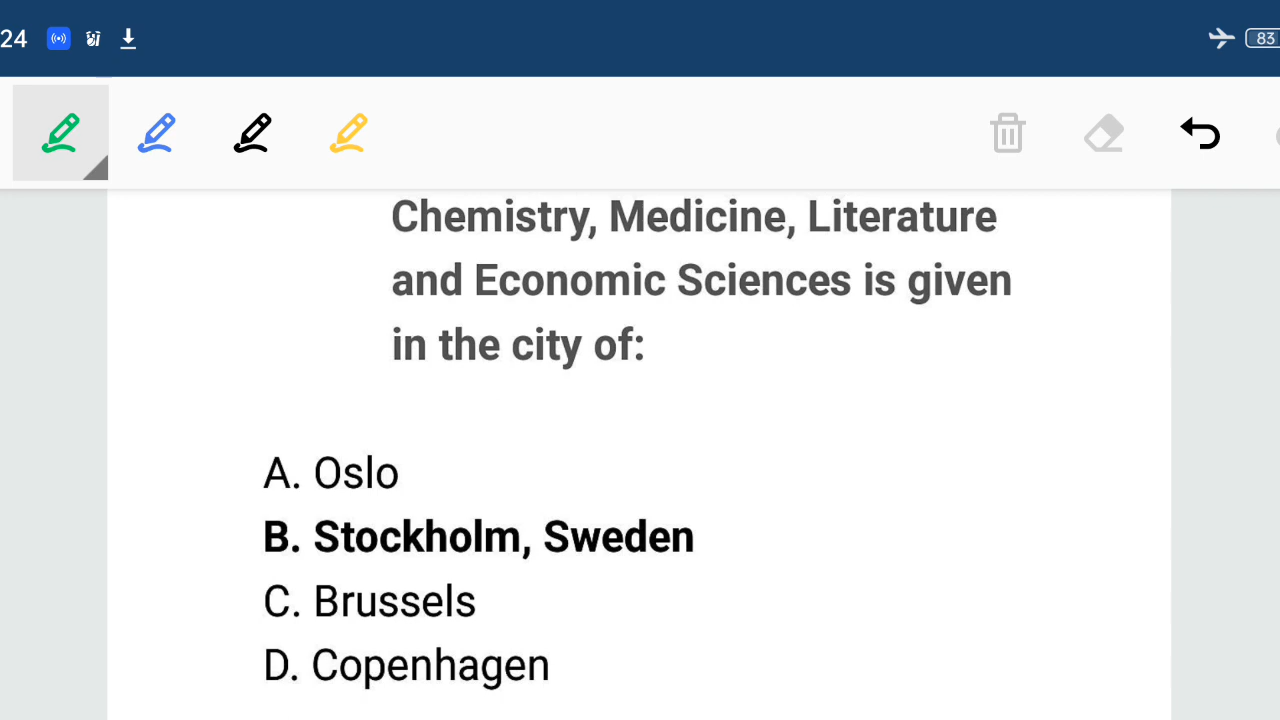 24
83
Chemistry, Medicine, Literature
and Economic Sciences is given
in the city of:
A. Oslo
B. Stockholm, Sweden
C. Brussels
D. Copenhagen